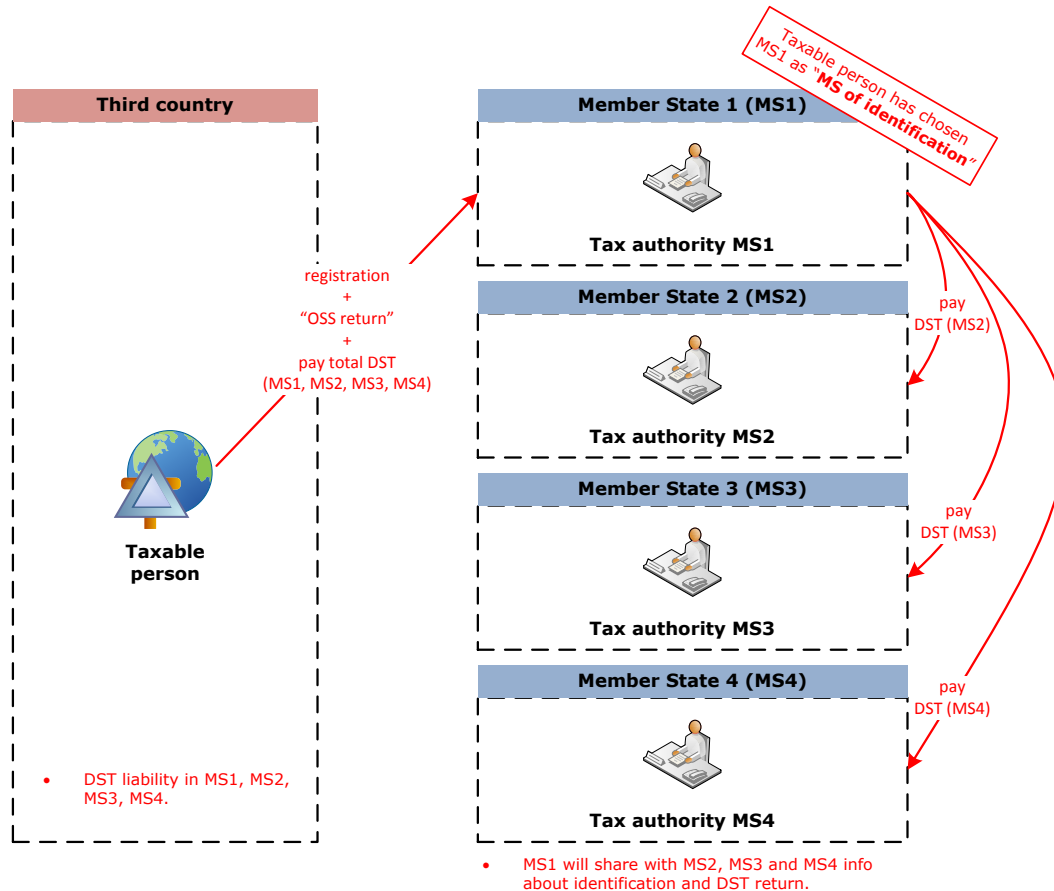 Taxable person has chosen
MS1 as “MS of identification”
Third country
Member State 1 (MS1)
Tax authority MS1
registration
+
“OSS return”
+
pay total DST
(MS1, MS2, MS3, MS4)
Member State 2 (MS2)
pay
DST (MS2)
Tax authority MS2
Taxable
person
Member State 3 (MS3)
pay
DST (MS3)
Tax authority MS3
Member State 4 (MS4)
pay
DST (MS4)
Tax authority MS4
• DST liability in MS1, MS2,
MS3, MS4.
• MS1 will share with MS2, MS3 and MS4 info
about identification and DST return.